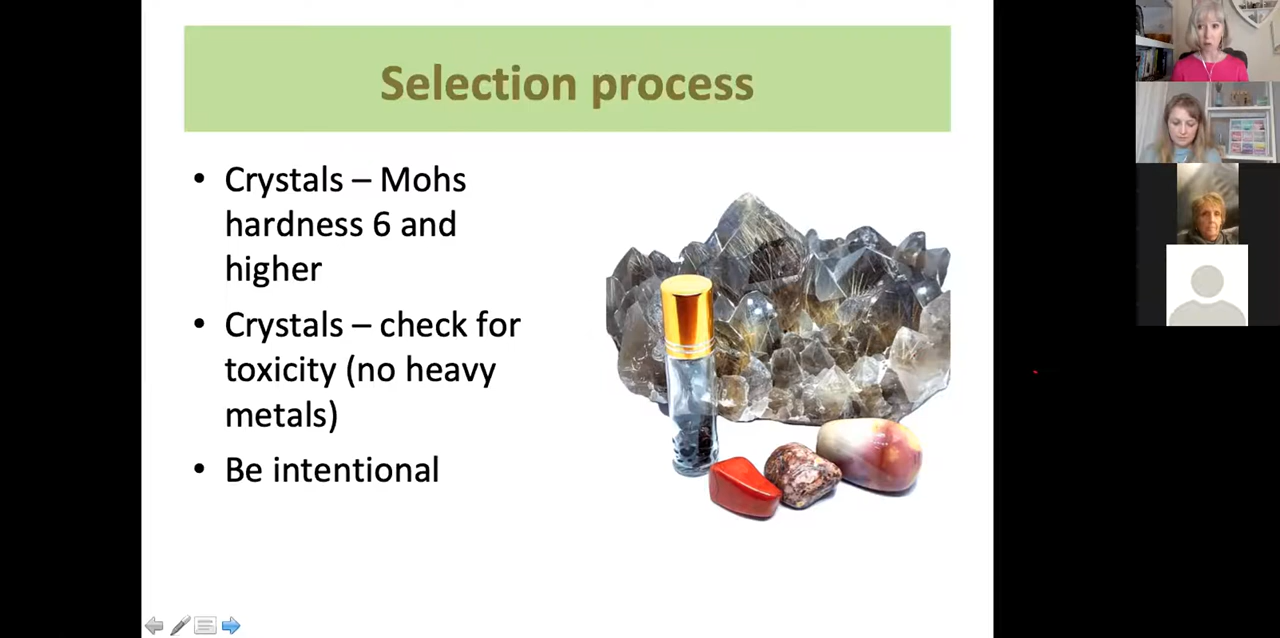 Selection process
• Crystals – Mohs
hardness 6 and
higher
• Crystals – check for
toxicity (no heavy
metals)
• Be intentional